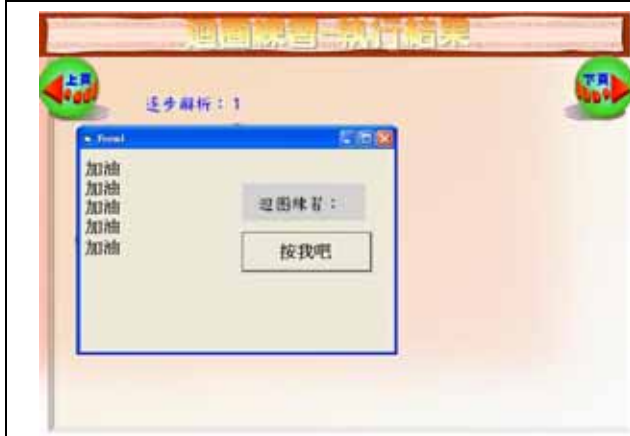 迴圈練習-執行結果
上頁
下頁
逐步解析：1
Form1
加油
加油
加油
加油
加油
迴圈練習：
按我吧